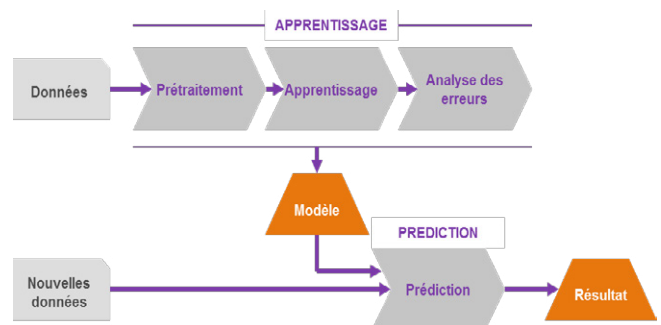 APPRENTISSAGE
Données
Prétraitement
Apprentissage
Analyse des
erreurs
Modèle
PREDICTION
Nouvelles
données
Prédiction
Résultat